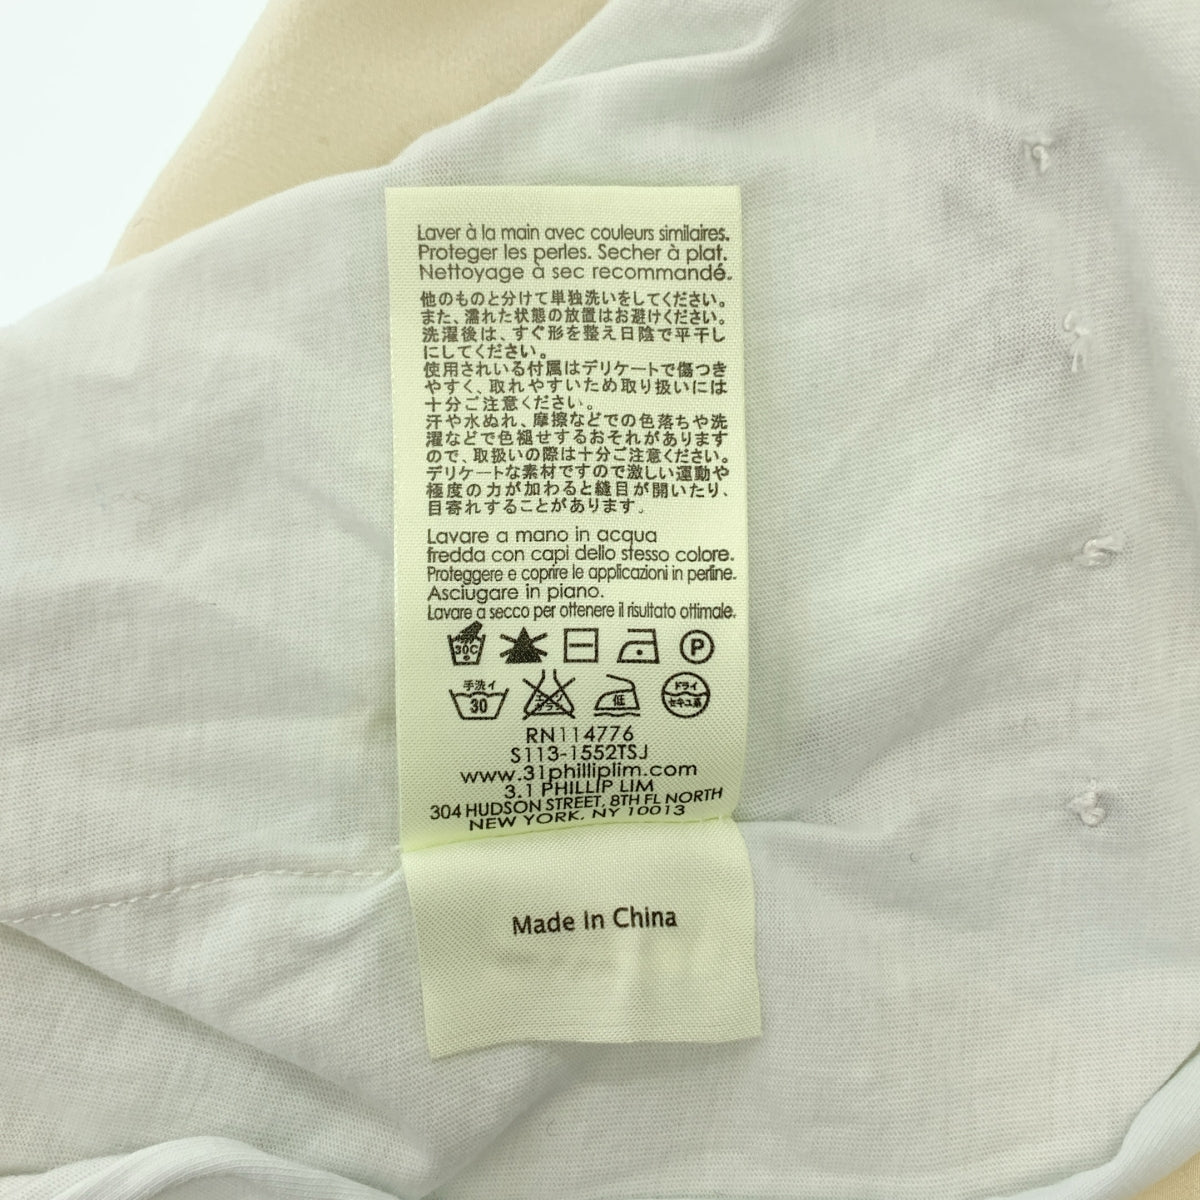 Laver à la main avec couleurs similaires.
Proteger les perles. Secher à plat.
Nettoyage à sec recommandé.
他のものと分けて単独洗いをしてください。
また、濡れた状態の放置はお避けください。
洗濯後は、すぐ形を整え日陰で平干し
にしてください。
使用されいる付属はデリケートで傷つき
やすく、取れやすいため取り扱いには
十分ご注意ください。
汗や水ぬれ、摩擦などでの色落ちや洗
濯などで色褪せするおそれがあります
ので、取扱いの際は十分ご注意ください。
デリケートな素材ですので激しい運動や
極度の力が加わると縫目が開いたり、
目寄れすることがあります。
Lavare a mano in acqua
fredda con capi dello stesso colore.
Proteggere e coprire le applicazioni in perline.
Asciugare in piano.
Lavare a secco per ottenere il risultato ottimale.
30C P
手洗イ 30 エンソサラシ 低 ドライ セキユ系
RN114776
S113-1552TSJ
www.31philliplim.com
3.1 PHILLIP LIM
304 HUDSON STREET, 8TH FL NORTH
NEW YORK, NY 10013
Made In China